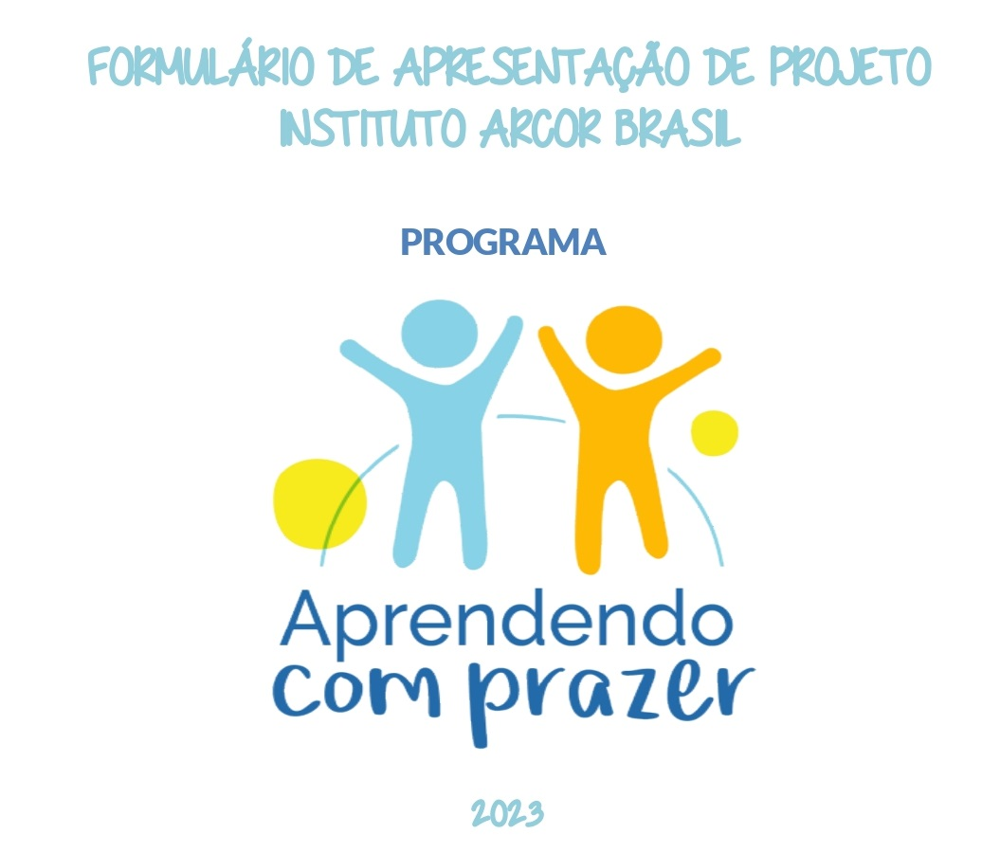 FORMULÁRIO DE APRESENTAÇÃO DE PROJETO
INSTITUTO ARCOR BRASIL
PROGRAMA
Aprendendo
com prazer
2023